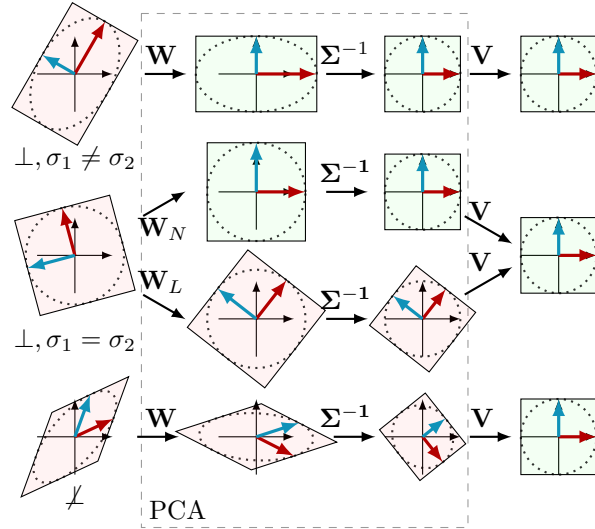 W Σ⁻¹ V
⊥, σ₁ ≠ σ₂
W_N Σ⁻¹ V
W_L Σ⁻¹ V
⊥, σ₁ = σ₂
W Σ⁻¹ V
⊥̸
PCA